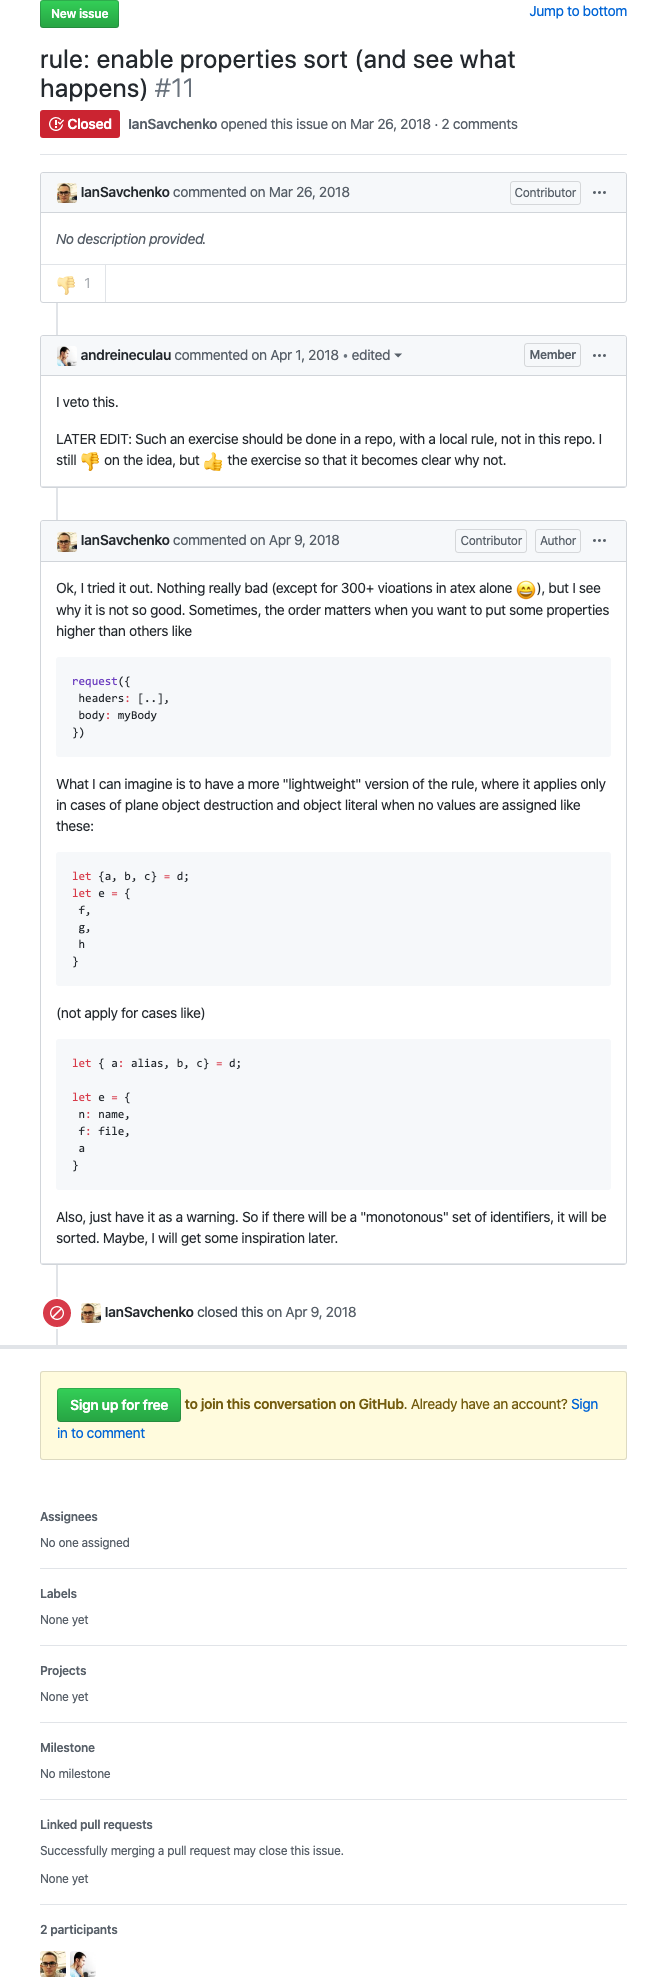 New issue
Jump to bottom
rule: enable properties sort (and see what
happens) #11
Closed
IanSavchenko opened this issue on Mar 26, 2018 · 2 comments
IanSavchenko commented on Mar 26, 2018
Contributor
No description provided.
👎 1
andreineculau commented on Apr 1, 2018 • edited
Member
I veto this.
LATER EDIT: Such an exercise should be done in a repo, with a local rule, not in this repo. I
still 👎 on the idea, but 👍 the exercise so that it becomes clear why not.
IanSavchenko commented on Apr 9, 2018
Contributor
Author
Ok, I tried it out. Nothing really bad (except for 300+ vioations in atex alone 😄), but I see
why it is not so good. Sometimes, the order matters when you want to put some properties
higher than others like
request({
 headers: [..],
 body: myBody
})
What I can imagine is to have a more "lightweight" version of the rule, where it applies only
in cases of plane object destruction and object literal when no values are assigned like
these:
let {a, b, c} = d;
let e = {
 f,
 g,
 h
}
(not apply for cases like)
let { a: alias, b, c} = d;
let e = {
 n: name,
 f: file,
 a
}
Also, just have it as a warning. So if there will be a "monotonous" set of identifiers, it will be
sorted. Maybe, I will get some inspiration later.
IanSavchenko closed this on Apr 9, 2018
Sign up for free to join this conversation on GitHub. Already have an account? Sign
in to comment
Assignees
No one assigned
Labels
None yet
Projects
None yet
Milestone
No milestone
Linked pull requests
Successfully merging a pull request may close this issue.
None yet
2 participants